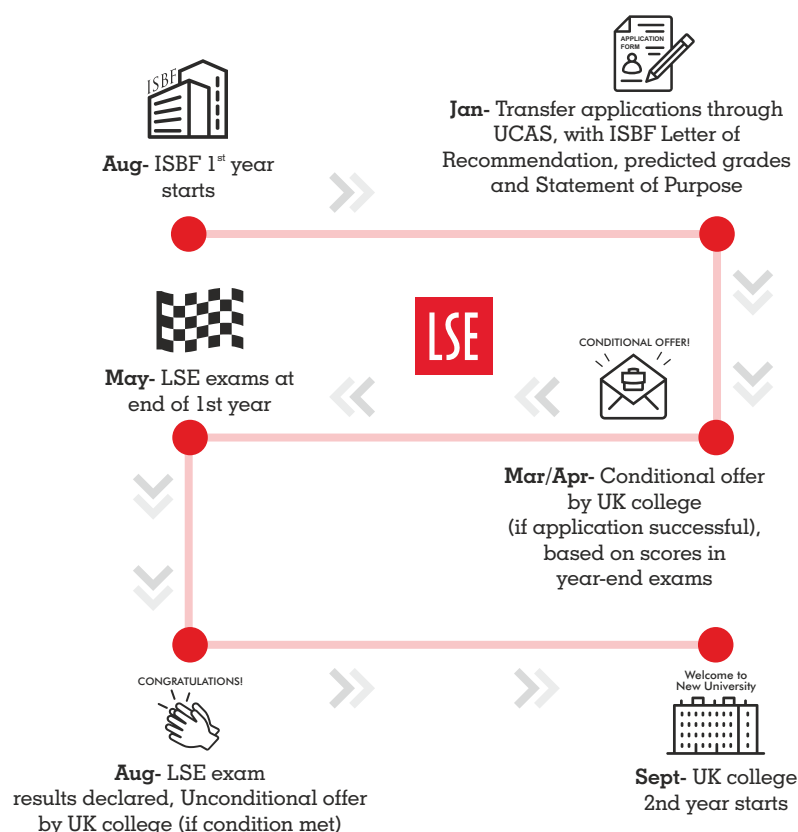 ISBF
Aug- ISBF 1st year
starts
APPLICATION
FORM
Jan- Transfer applications through
UCAS, with ISBF Letter of
Recommendation, predicted grades
and Statement of Purpose
LSE
CONDITIONAL OFFER!
Mar/Apr- Conditional offer
by UK college
(if application successful),
based on scores in
year-end exams
May- LSE exams at
end of 1st year
CONGRATULATIONS!
Aug- LSE exam
results declared, Unconditional offer
by UK college (if condition met)
Welcome to
New University
Sept- UK college
2nd year starts